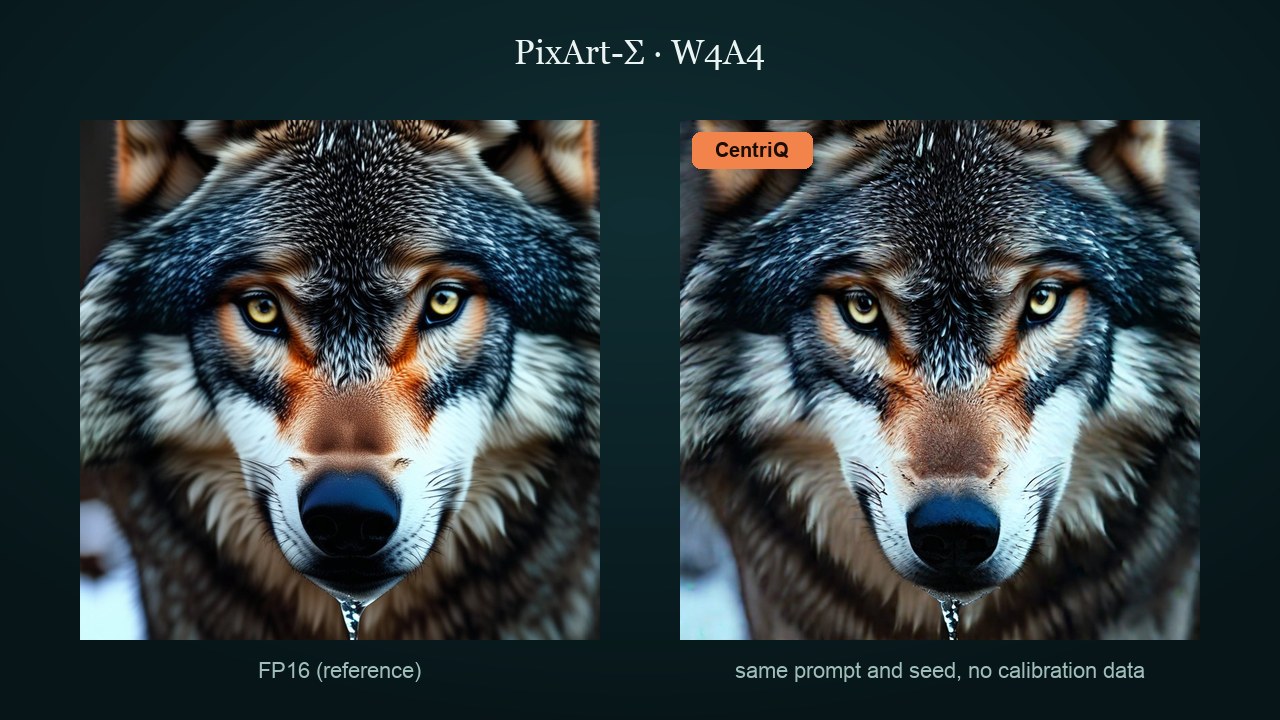 PixArt-Σ · W4A4
CentriQ
FP16 (reference)
same prompt and seed, no calibration data